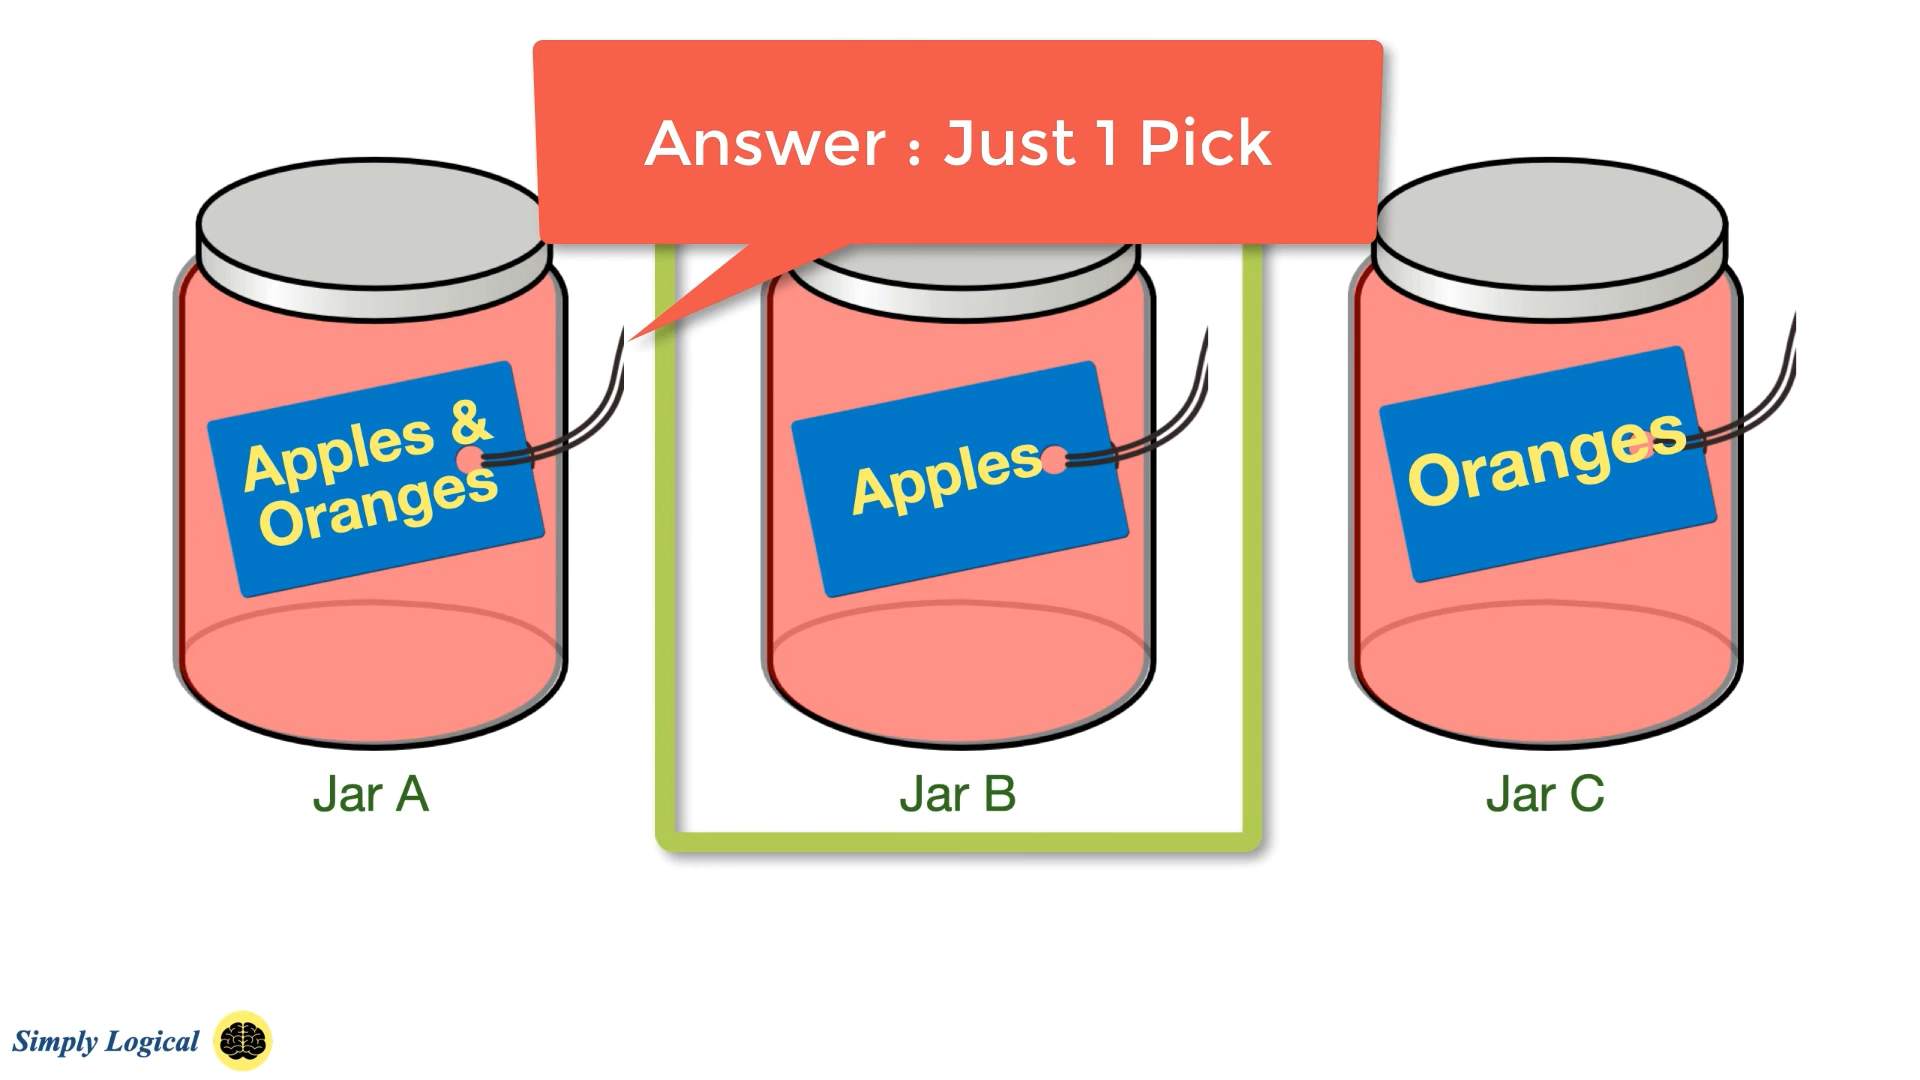 Answer : Just 1 Pick
Apples &
Oranges
Apples
Oranges
Jar A
Jar B
Jar C
Simply Logical